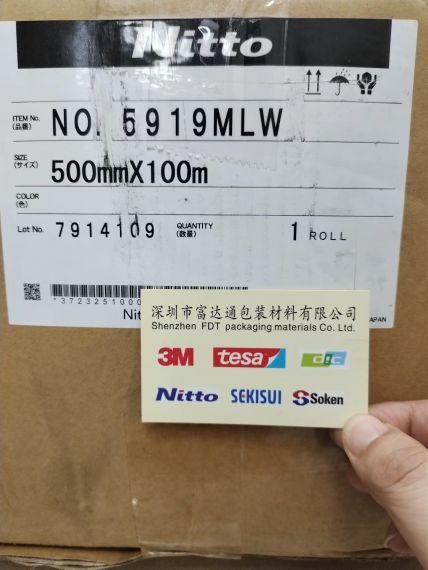 Nitto
ITEM No.
(品番)
NO. 5919MLW
SIZE
(サイズ)
500mmX100m
COLOR
(色)
Lot No. 7914109
QUANTITY
(数量)
1 ROLL
Nit
JAPAN
深圳市富达通包装材料有限公司
Shenzhen FDT packaging materials Co. Ltd.
3M tesa dic
Nitto SEKISUI Soken